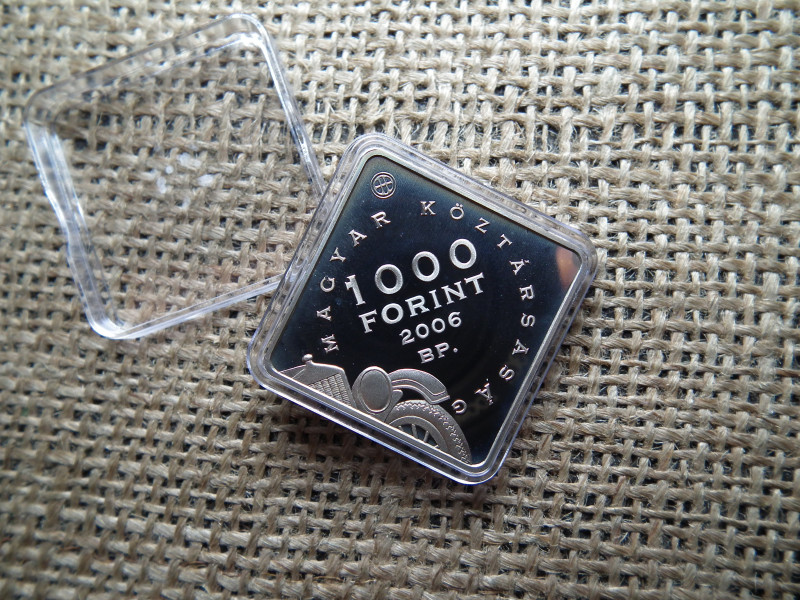 MAGYAR KÖZTÁRSASÁG
1000
FORINT
2006
BP.